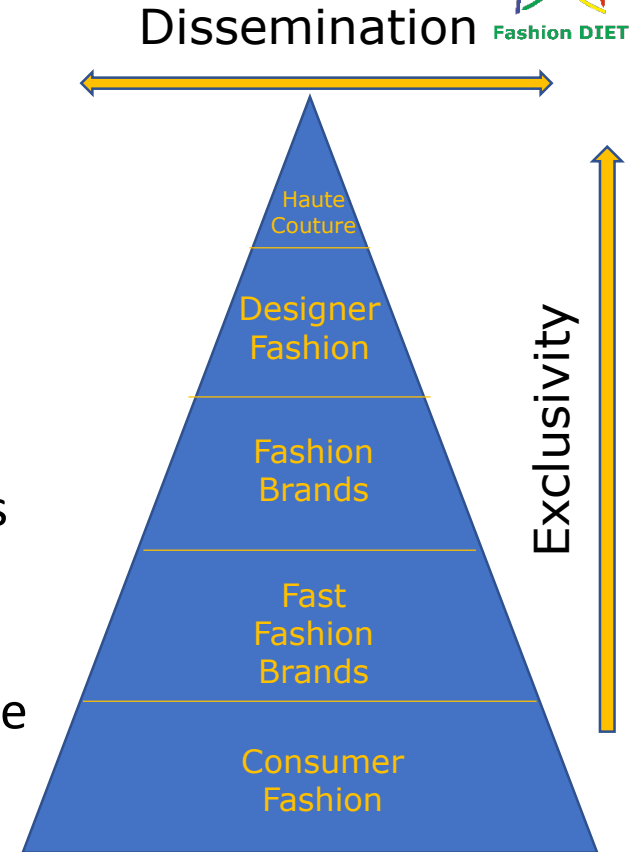 Dissemination
Fashion DIET
Haute
Couture
Designer
Fashion
Exclusivity
Fashion
Brands
s
Fast
Fashion
Brands
e
Consumer
Fashion